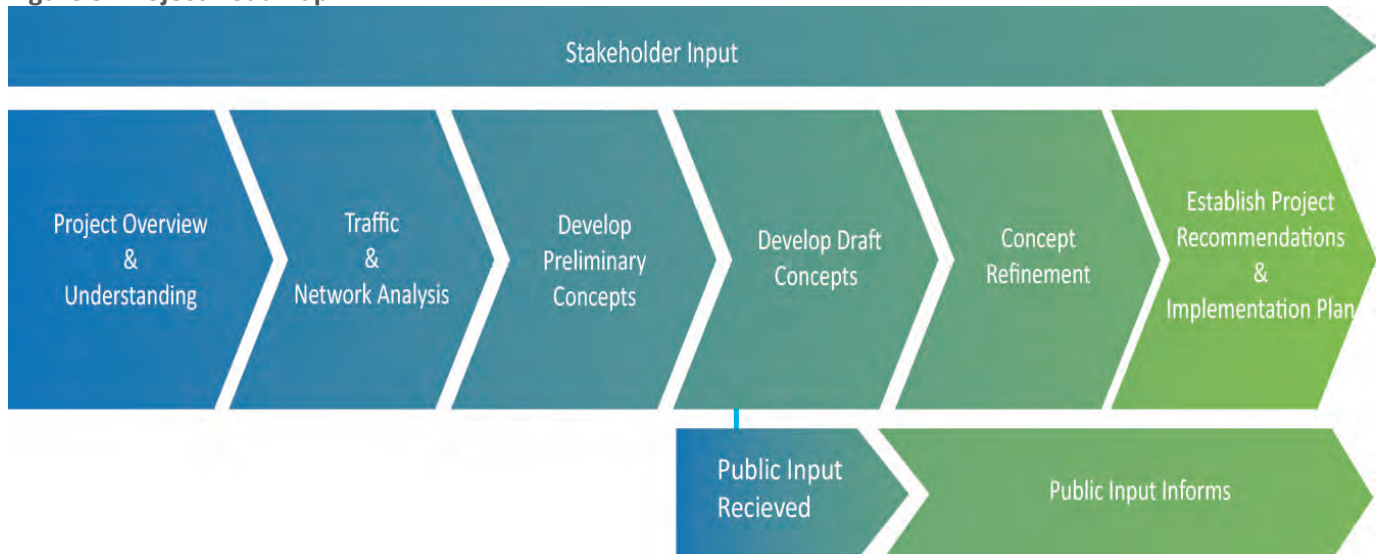 Stakeholder Input
Project Overview
&
Understanding
Traffic
&
Network Analysis
Develop
Preliminary
Concepts
Develop Draft
Concepts
Concept
Refinement
Establish Project
Recommendations
&
Implementation Plan
Public Input
Recieved
Public Input Informs